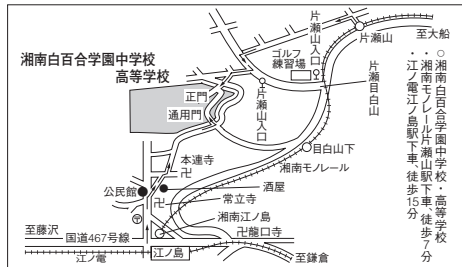 至大船
片瀬山
片瀬山入口
ゴルフ
練習場
湘南白百合学園中学校
高等学校
正門
通用門
片瀬山入口
片瀬目白山
目白山下
湘南モノレール
本連寺
公民館
酒屋
常立寺
湘南江ノ島
龍口寺
至藤沢
国道467号線
江ノ電
江ノ島
至鎌倉
○湘南白百合学園中学校・高等学校
・湘南モノレール片瀬山駅下車、徒歩7分
・江ノ電江ノ島駅下車、徒歩15分